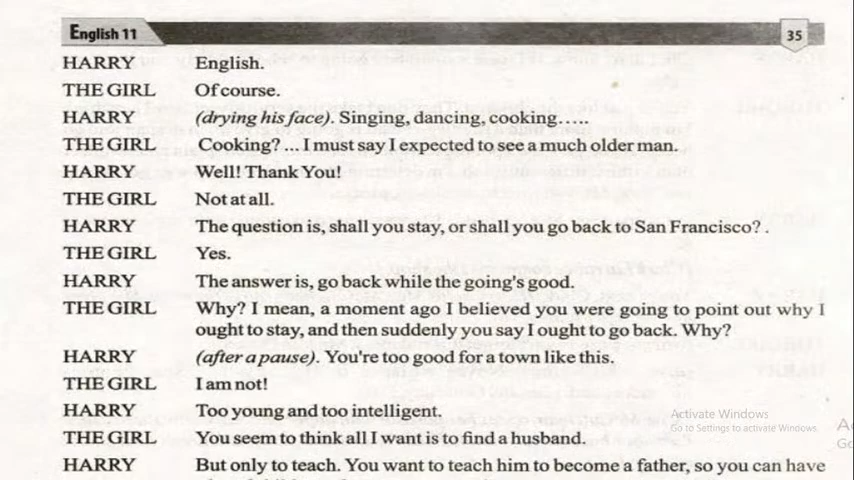 English 11
35
HARRY English.
THE GIRL Of course.
HARRY (drying his face). Singing, dancing, cooking.....
THE GIRL Cooking? ... I must say I expected to see a much older man.
HARRY Well! Thank You!
THE GIRL Not at all.
HARRY The question is, shall you stay, or shall you go back to San Francisco? .
THE GIRL Yes.
HARRY The answer is, go back while the going's good.
THE GIRL Why? I mean, a moment ago I believed you were going to point out why I
ought to stay, and then suddenly you say I ought to go back. Why?
HARRY (after a pause). You're too good for a town like this.
THE GIRL I am not!
HARRY Too young and too intelligent.
THE GIRL You seem to think all I want is to find a husband.
HARRY But only to teach. You want to teach him to become a father, so you can have
Activate Windows
Go to Settings to activate Windows.